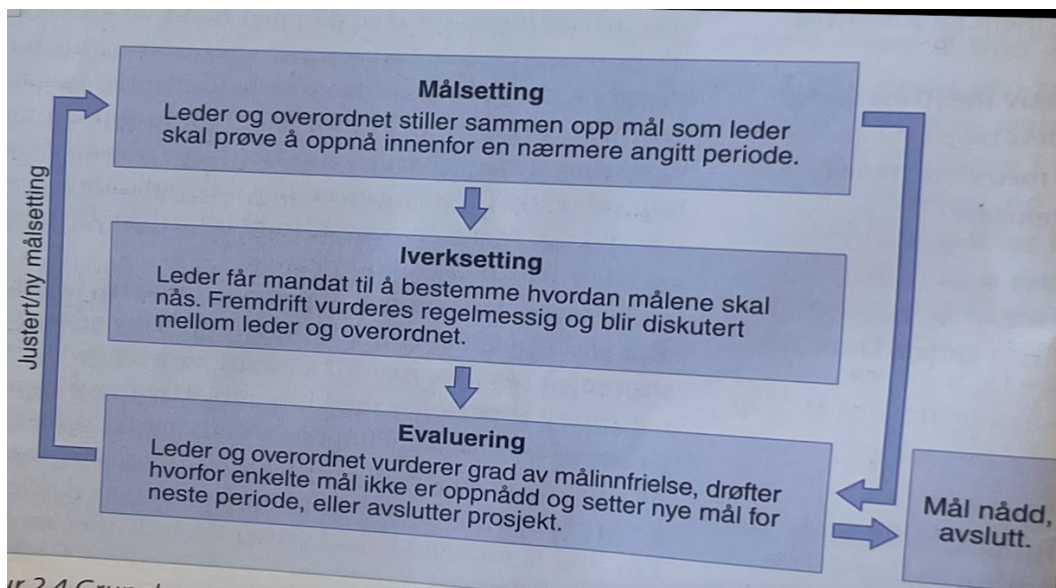 Målsetting
Leder og overordnet stiller sammen opp mål som leder
skal prøve å oppnå innenfor en nærmere angitt periode.
Justert/ny målsetting
Iverksetting
Leder får mandat til å bestemme hvordan målene skal
nås. Fremdrift vurderes regelmessig og blir diskutert
mellom leder og overordnet.
Evaluering
Leder og overordnet vurderer grad av målinnfrielse, drøfter
hvorfor enkelte mål ikke er oppnådd og setter nye mål for
neste periode, eller avslutter prosjekt.
Mål nådd,
avslutt.
2.4